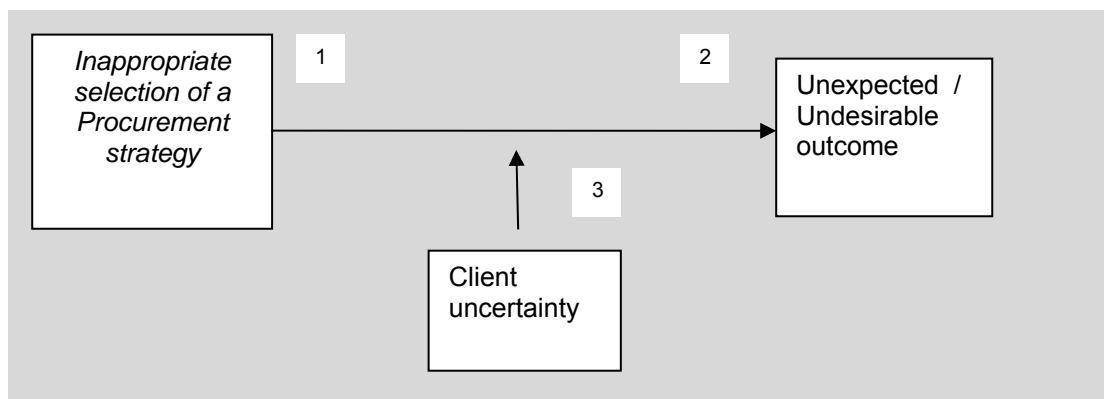 Inappropriate
selection of a
Procurement
strategy
1
2
Unexpected /
Undesirable
outcome
3
Client
uncertainty